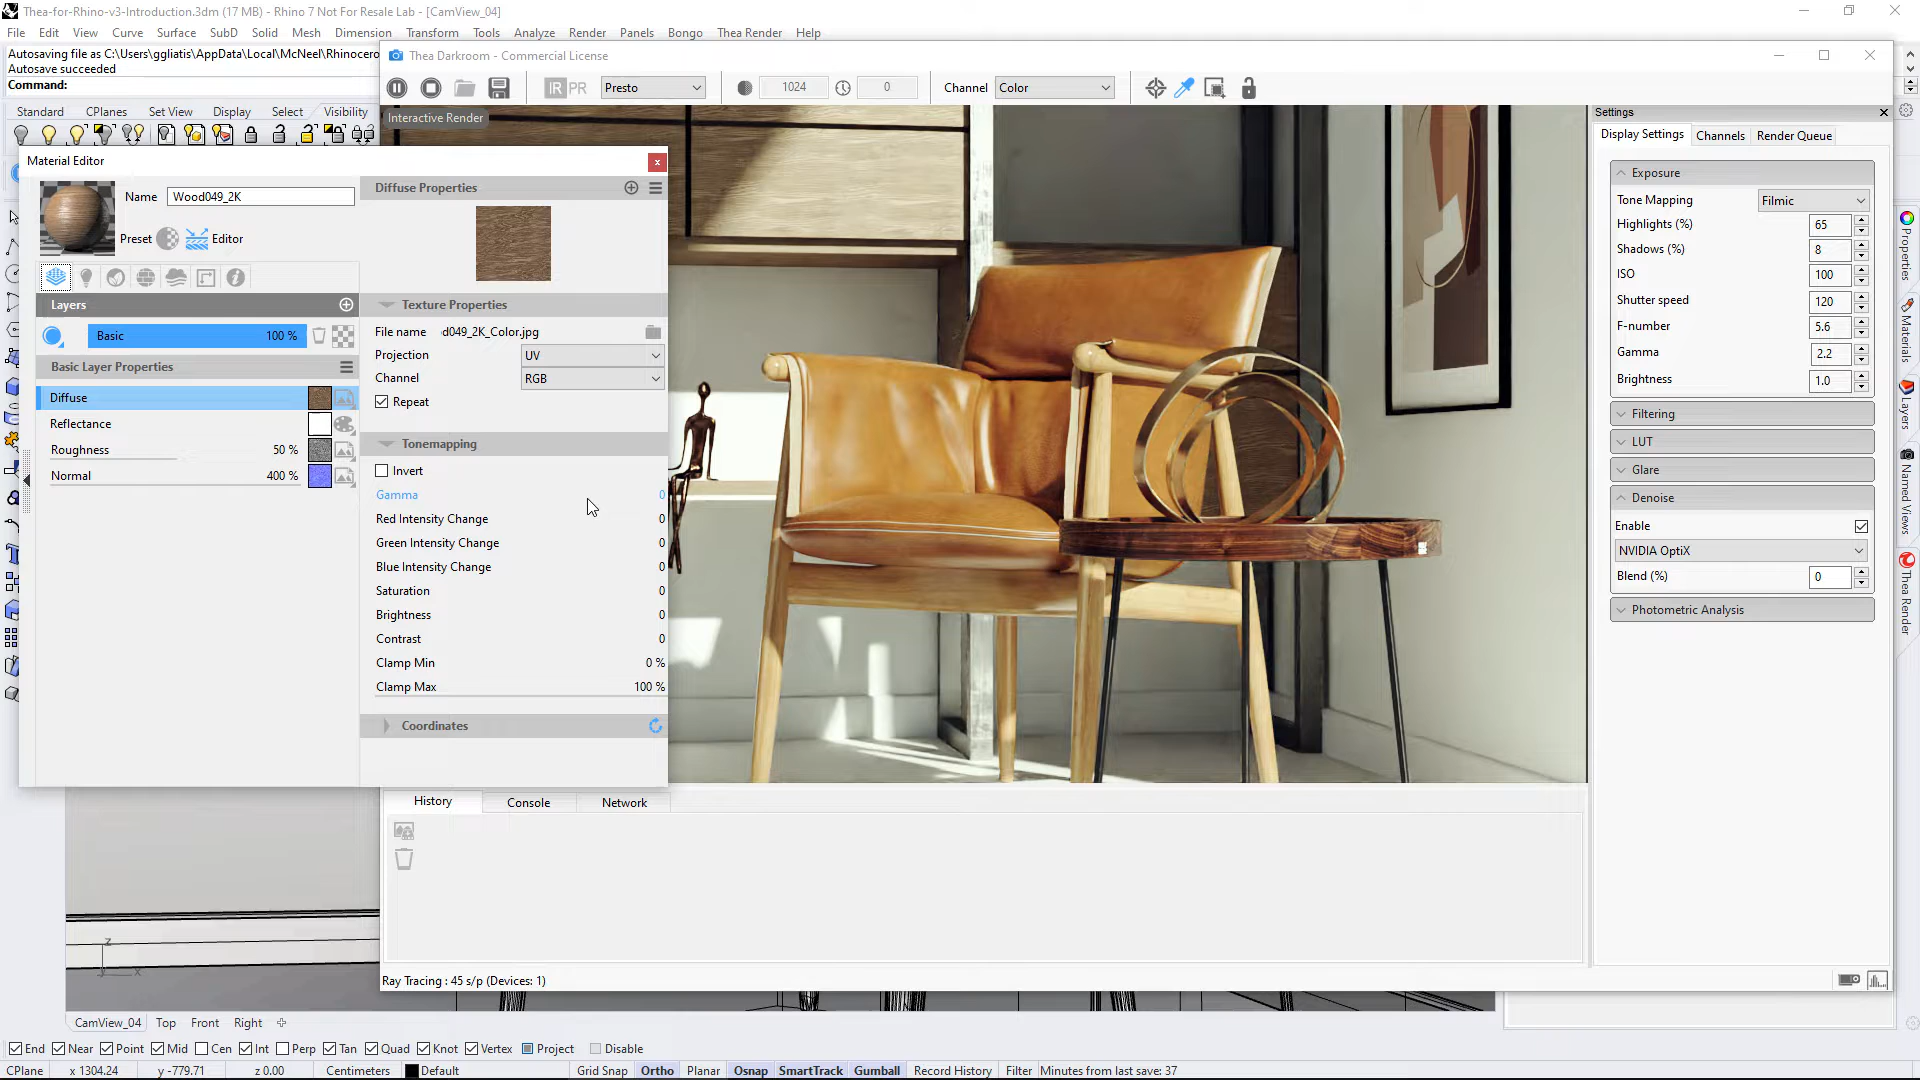 Thea-for-Rhino-v3-Introduction.3dm (17 MB) - Rhino 7 Not For Resale Lab - [CamView_04]
File Edit View Curve Surface SubD Solid Mesh Dimension Transform Tools Analyze Render Panels Bongo Thea Render Help
Autosaving file as C:\Users\ggliatis\AppData\Local\McNeel\Rhinocero
Autosave succeeded
Command:
Standard CPlanes Set View Display Select Visibility
Thea Darkroom - Commercial License
IR PR Presto 1024 0 Channel Color
Interactive Render
Material Editor
x
Name Wood049_2K
Preset Editor
Layers
Basic 100 %
Basic Layer Properties
Diffuse
Reflectance
Roughness 50 %
Normal 400 %
Diffuse Properties
Texture Properties
File name d049_2K_Color.jpg
Projection UV
Channel RGB
Repeat
Tonemapping
Invert
Gamma 0
Red Intensity Change 0
Green Intensity Change 0
Blue Intensity Change 0
Saturation 0
Brightness 0
Contrast 0
Clamp Min 0 %
Clamp Max 100 %
Coordinates
Settings
Display Settings Channels Render Queue
Exposure
Tone Mapping Filmic
Highlights (%) 65
Shadows (%) 8
ISO 100
Shutter speed 120
F-number 5.6
Gamma 2.2
Brightness 1.0
Filtering
LUT
Glare
Denoise
Enable
NVIDIA OptiX
Blend (%) 0
Photometric Analysis
Properties
Materials
Layers
Named Views
Thea Render
History Console Network
Ray Tracing : 45 s/p (Devices: 1)
z
y x
CamView_04 Top Front Right
End Near Point Mid Cen Int Perp Tan Quad Knot Vertex Project Disable
CPlane x 1304.24 y -779.71 z 0.00 Centimeters Default Grid Snap Ortho Planar Osnap SmartTrack Gumball Record History Filter Minutes from last save: 37